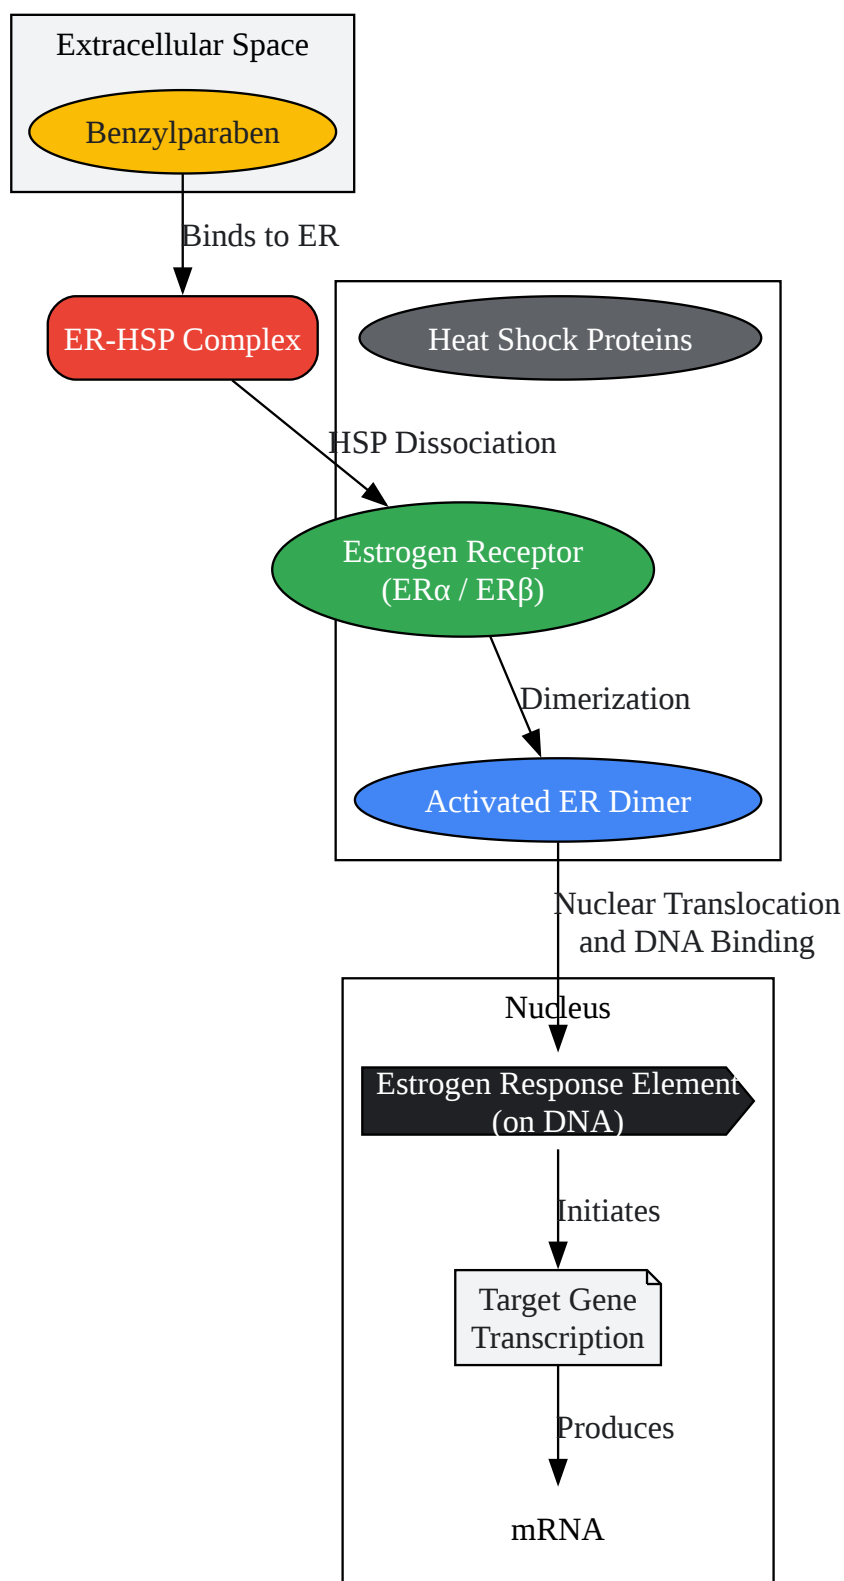 Extracellular Space
Benzylparaben
Binds to ER
ER-HSP Complex
Heat Shock Proteins
HSP Dissociation
Estrogen Receptor
(ERα / ERβ)
Dimerization
Activated ER Dimer
Nuclear Translocation
and DNA Binding
Nucleus
Estrogen Response Element
(on DNA)
Initiates
Target Gene
Transcription
Produces
mRNA